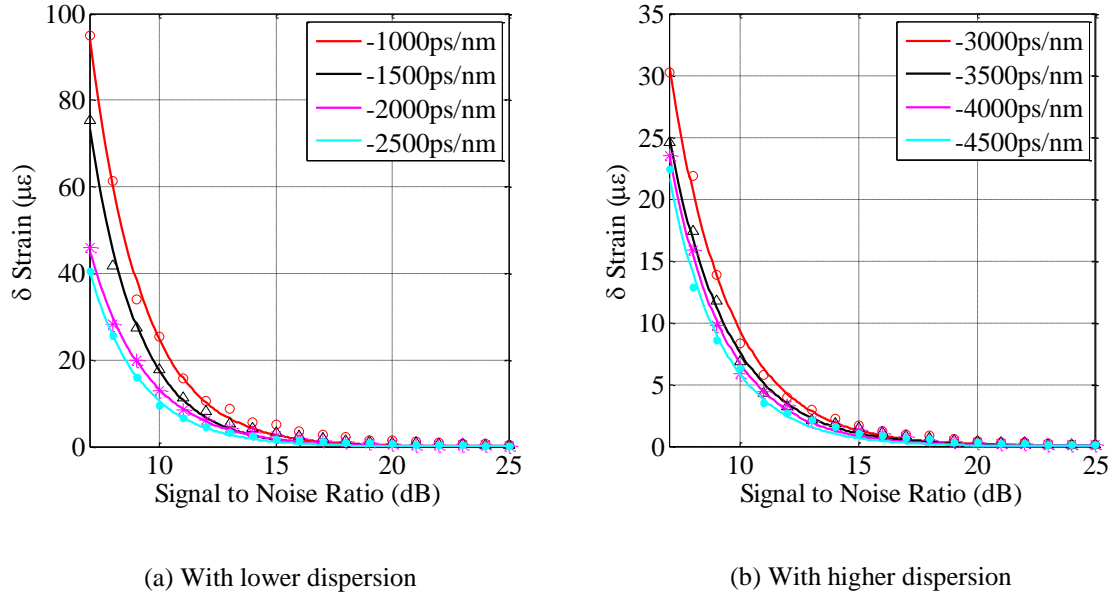 100
80
60
40
20
0
10
15
20
25
δ Strain (με)
Signal to Noise Ratio (dB)
-1000ps/nm
-1500ps/nm
-2000ps/nm
-2500ps/nm
(a) With lower dispersion
35
30
25
20
15
10
5
0
10
15
20
25
δ Strain (με)
Signal to Noise Ratio (dB)
-3000ps/nm
-3500ps/nm
-4000ps/nm
-4500ps/nm
(b) With higher dispersion